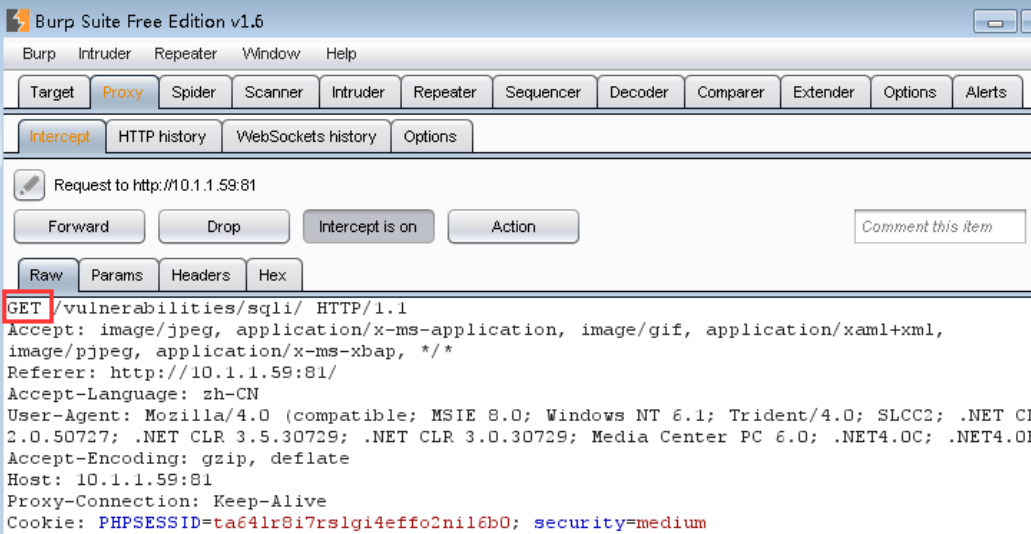 Burp Suite Free Edition v1.6
Burp Intruder Repeater Window Help
Target Proxy Spider Scanner Intruder Repeater Sequencer Decoder Comparer Extender Options Alerts
Intercept HTTP history WebSockets history Options
Request to http://10.1.1.59:81
Forward Drop Intercept is on Action Comment this item
Raw Params Headers Hex
GET /vulnerabilities/sqli/ HTTP/1.1
Accept: image/jpeg, application/x-ms-application, image/gif, application/xaml+xml,
image/pjpeg, application/x-ms-xbap, */*
Referer: http://10.1.1.59:81/
Accept-Language: zh-CN
User-Agent: Mozilla/4.0 (compatible; MSIE 8.0; Windows NT 6.1; Trident/4.0; SLCC2; .NET
2.0.50727; .NET CLR 3.5.30729; .NET CLR 3.0.30729; Media Center PC 6.0; .NET4.0C;
Accept-Encoding: gzip, deflate
Host: 10.1.1.59:81
Proxy-Connection: Keep-Alive
Cookie: PHPSESSID=ta641r8i7rslgi4effo2nil6b0; security=medium